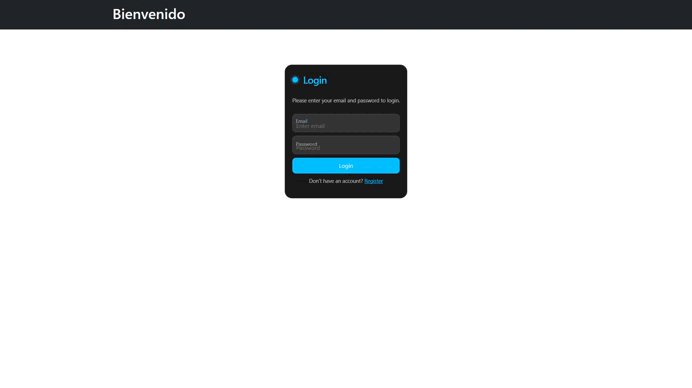 Bienvenido
Login
Please enter your email and password to login.
Email
Enter email
Password
Password
Login
Don't have an account? Register